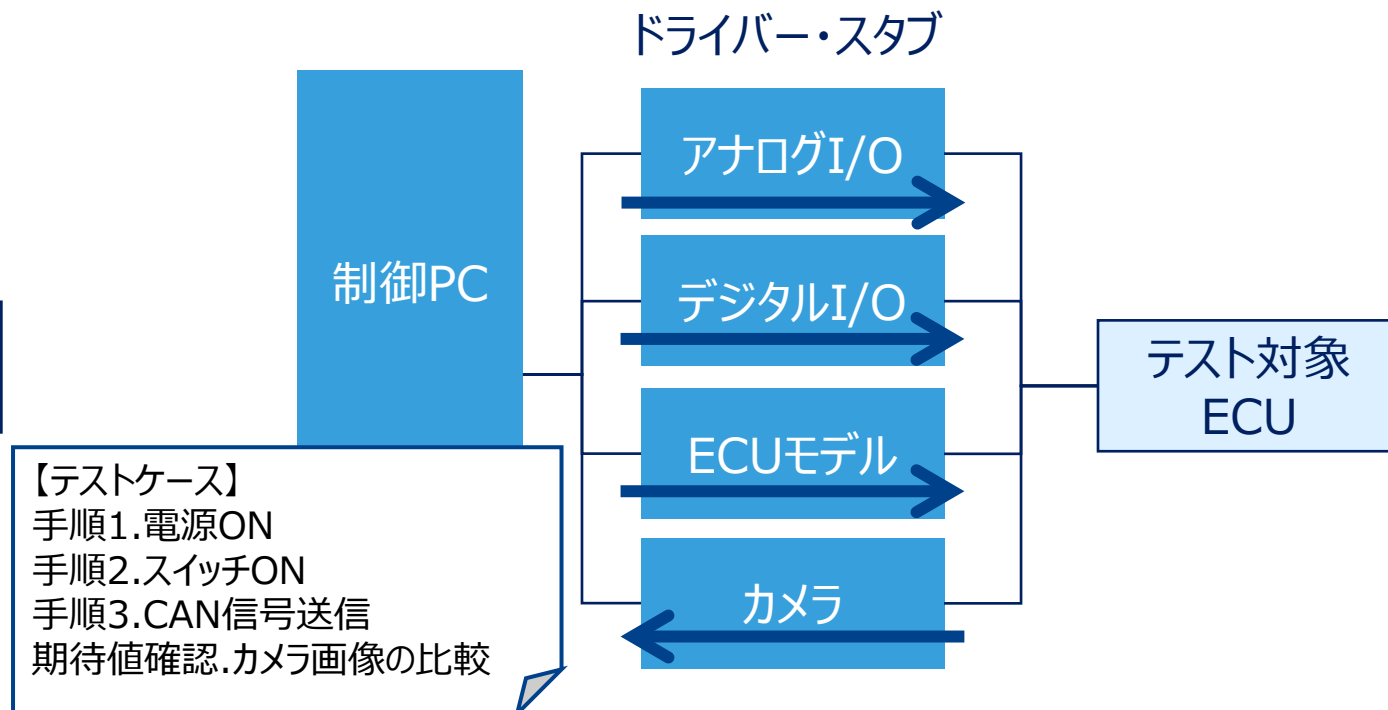 ドライバー・スタブ
アナログI/O
制御PC
デジタルI/O
テスト対象
ECU
ECUモデル
カメラ
【テストケース】
手順1.電源ON
手順2.スイッチON
手順3.CAN信号送信
期待値確認.カメラ画像の比較